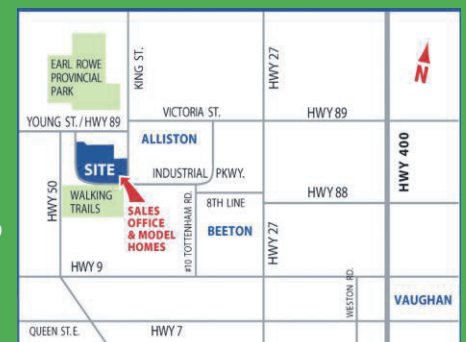 EARL ROWE
PROVINCIAL
PARK
KING ST.
HWY 27
N
VICTORIA ST.
HWY 89
YOUNG ST./HWY 89
ALLISTON
HWY 400
SITE
INDUSTRIAL PKWY.
HWY 50
WALKING
TRAILS
HWY 88
SALES
OFFICE
& MODEL
HOMES
#10 TOTTENHAM RD.
8TH LINE
BEETON
HWY 27
HWY 9
WESTON RD.
VAUGHAN
QUEEN ST.E.
HWY 7